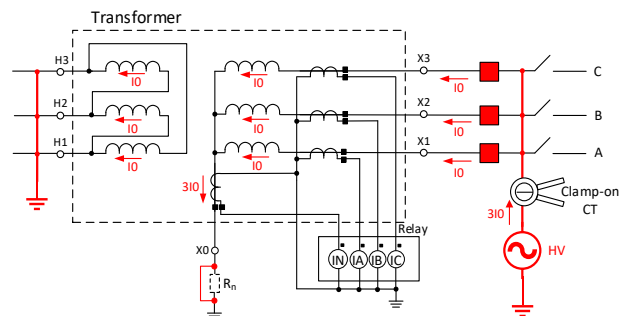 Transformer
H3
I0
I0
X3
I0
C
H2
I0
I0
X2
I0
B
H1
I0
I0
X1
I0
A
3I0
Clamp-on
CT
3I0
Relay
X0
IN
IA
IB
IC
HV
Rn